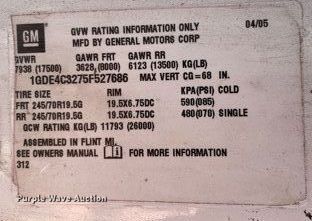 GM
GVW RATING INFORMATION ONLY
04/05
MFD BY GENERAL MOTORS CORP
GVWR GAWR FRT GAWR RR
7938 (17500) 3628 (8000) 6123 (13500) KG(LB)
1GDE4C3275F527686 MAX VERT CG=68 IN.
TIRE SIZE RIM KPA(PSI) COLD
FRT 245/70R19.5G 19.5X6.75DC 590(085)
RR 245/70R19.5G 19.5X6.75DC 480(070) SINGLE
GCW RATING KG(LB) 11793 (26000)
ASSEMBLED IN FLINT MI.
SEE OWNERS MANUAL FOR MORE INFORMATION
312
Purple Wave Auction